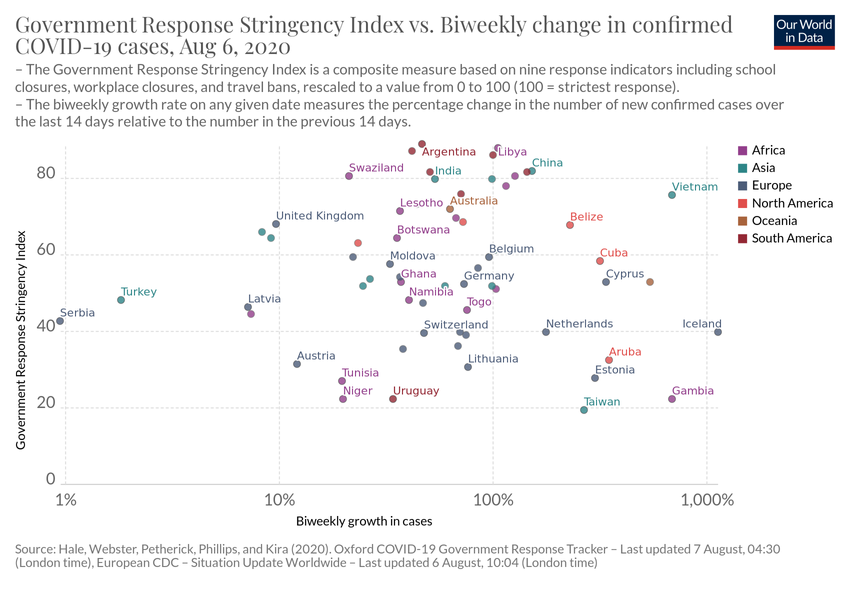 Government Response Stringency Index vs. Biweekly change in confirmed
COVID-19 cases, Aug 6, 2020
Our World
in Data
– The Government Response Stringency Index is a composite measure based on nine response indicators including school
closures, workplace closures, and travel bans, rescaled to a value from 0 to 100 (100 = strictest response).
– The biweekly growth rate on any given date measures the percentage change in the number of new confirmed cases over
the last 14 days relative to the number in the previous 14 days.
Government Response Stringency Index
80
60
40
20
0
Argentina
Libya
Swaziland
India
China
Vietnam
Lesotho
Australia
United Kingdom
Belize
Botswana
Moldova
Belgium
Cuba
Ghana
Germany
Cyprus
Turkey
Namibia
Latvia
Togo
Serbia
Switzerland
Netherlands
Iceland
Austria
Lithuania
Aruba
Estonia
Tunisia
Niger
Uruguay
Taiwan
Gambia
Africa
Asia
Europe
North America
Oceania
South America
1%
10%
100%
1,000%
Biweekly growth in cases
Source: Hale, Webster, Petherick, Phillips, and Kira (2020). Oxford COVID-19 Government Response Tracker – Last updated 7 August, 04:30
(London time), European CDC – Situation Update Worldwide – Last updated 6 August, 10:04 (London time)